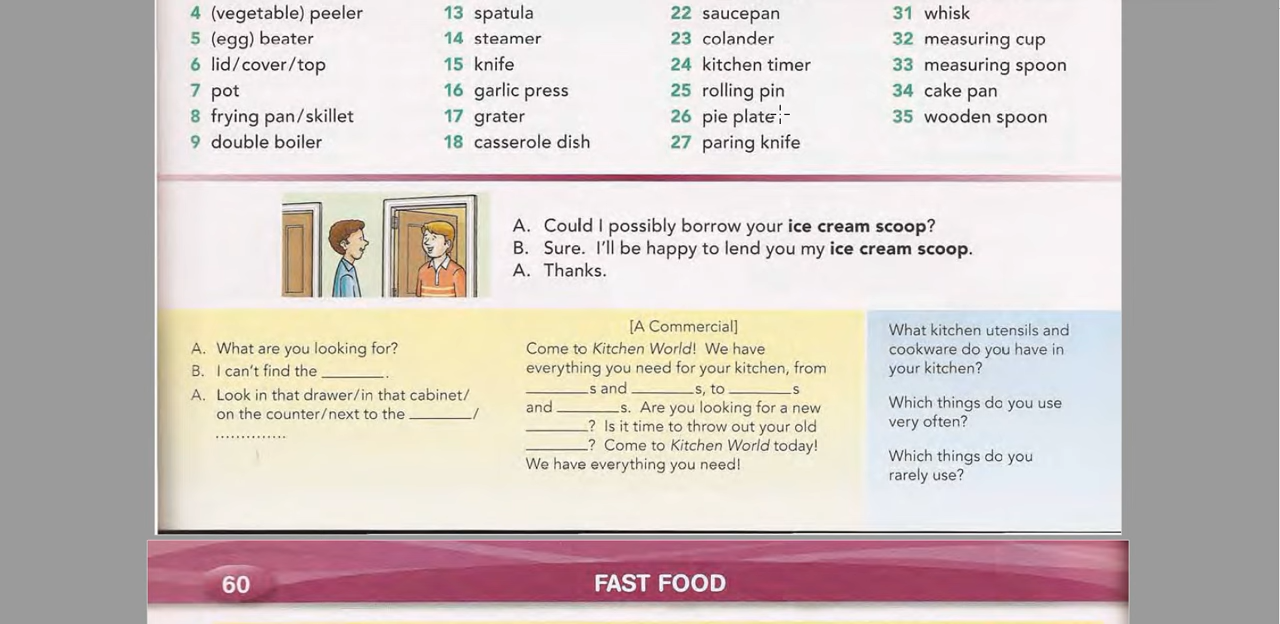 4 (vegetable) peeler
5 (egg) beater
6 lid/cover/top
7 pot
8 frying pan/skillet
9 double boiler
13 spatula
14 steamer
15 knife
16 garlic press
17 grater
18 casserole dish
22 saucepan
23 colander
24 kitchen timer
25 rolling pin
26 pie plate
27 paring knife
31 whisk
32 measuring cup
33 measuring spoon
34 cake pan
35 wooden spoon
A. Could I possibly borrow your ice cream scoop?
B. Sure. I'll be happy to lend you my ice cream scoop.
A. Thanks.
A. What are you looking for?
B. I can't find the _______.
A. Look in that drawer/in that cabinet/
on the counter/next to the _______/
..............
[A Commercial]
Come to Kitchen World! We have
everything you need for your kitchen, from
_______s and _______s, to _______s
and _______s. Are you looking for a new
_______? Is it time to throw out your old
_______? Come to Kitchen World today!
We have everything you need!
What kitchen utensils and
cookware do you have in
your kitchen?
Which things do you use
very often?
Which things do you
rarely use?
60 FAST FOOD